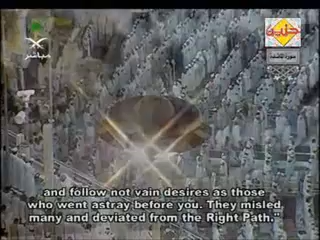 مباشر
and follow not vain desires as those
who went astray before you. They misled
many and deviated from the Right Path."